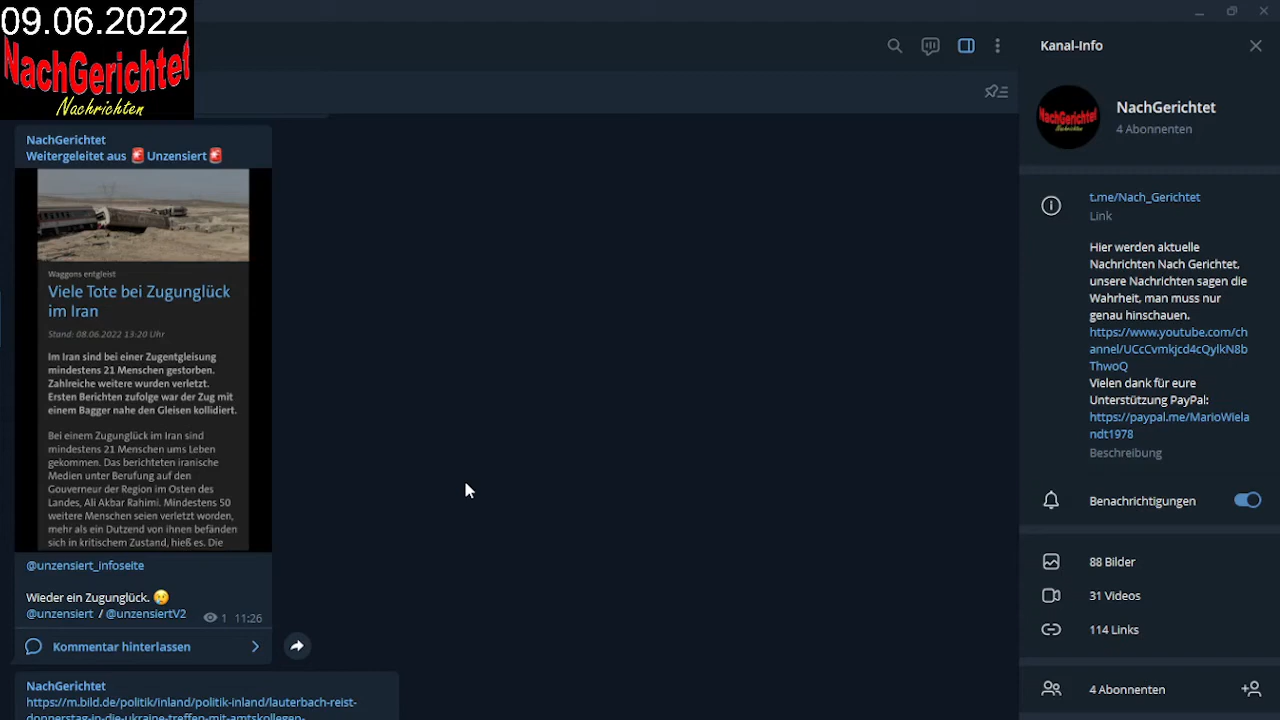 09.06.2022
NachGerichtet
Nachrichten
NachGerichtet
Weitergeleitet aus 🚨 Unzensiert🚨
Waggons entgleist
Viele Tote bei Zugunglück
im Iran
Stand: 08.06.2022 13:20 Uhr
Im Iran sind bei einer Zugentgleisung
mindestens 21 Menschen gestorben.
Zahlreiche weitere wurden verletzt.
Ersten Berichten zufolge war der Zug mit
einem Bagger nahe den Gleisen kollidiert.
Bei einem Zugunglück im Iran sind
mindestens 21 Menschen ums Leben
gekommen. Das berichteten iranische
Medien unter Berufung auf den
Gouverneur der Region im Osten des
Landes, Ali Akbar Rahimi. Mindestens 50
weitere Menschen seien verletzt worden,
mehr als ein Dutzend von ihnen befänden
sich in kritischem Zustand, hieß es. Die
@unzensiert_infoseite
Wieder ein Zugunglück. 😢
@unzensiert / @unzensiertV2
1 11:26
Kommentar hinterlassen
NachGerichtet
https://m.bild.de/politik/inland/politik-inland/lauterbach-reist-
donnerstag-in-die-ukraine-treffen-mit-amtskollegen-
Kanal-Info
NachGerichtet
NachGerichtet
Nachrichten
4 Abonnenten
t.me/Nach_Gerichtet
Link
Hier werden aktuelle
Nachrichten Nach Gerichtet,
unsere Nachrichten sagen die
Wahrheit, man muss nur
genau hinschauen.
https://www.youtube.com/ch
annel/UCcCvmkjcd4cQylkN8b
ThwoQ
Vielen dank für eure
Unterstützung PayPal:
https://paypal.me/MarioWiela
ndt1978
Beschreibung
Benachrichtigungen
88 Bilder
31 Videos
114 Links
4 Abonnenten